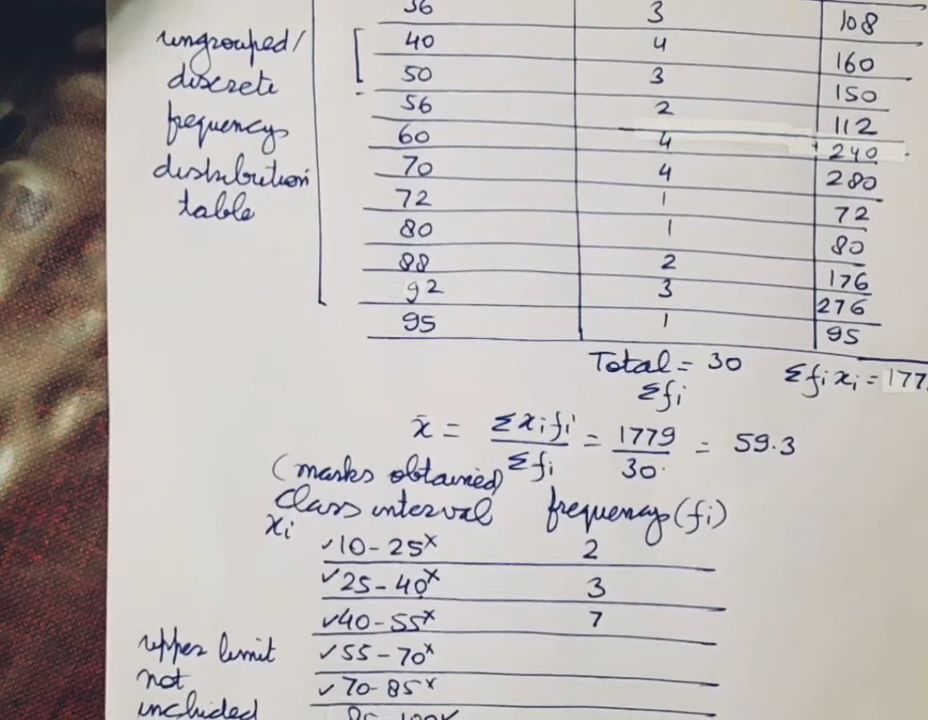 36 3 108
ungrouped/
discrete
frequency
distribution
table
40 4 160
50 3 150
56 2 112
60 4 240
70 4 280
72 1 72
80 1 80
88 2 176
92 3 276
95 1 95
Total = 30 Σfixi = 177
Σfi
x̄ = Σxifi / Σfi = 1779 / 30 = 59.3
(marks obtained)
Class interval frequency (fi)
xi
✓10-25× 2
✓25-40× 3
✓40-55× 7
✓55-70×
✓70-85×
upper limit
not
included